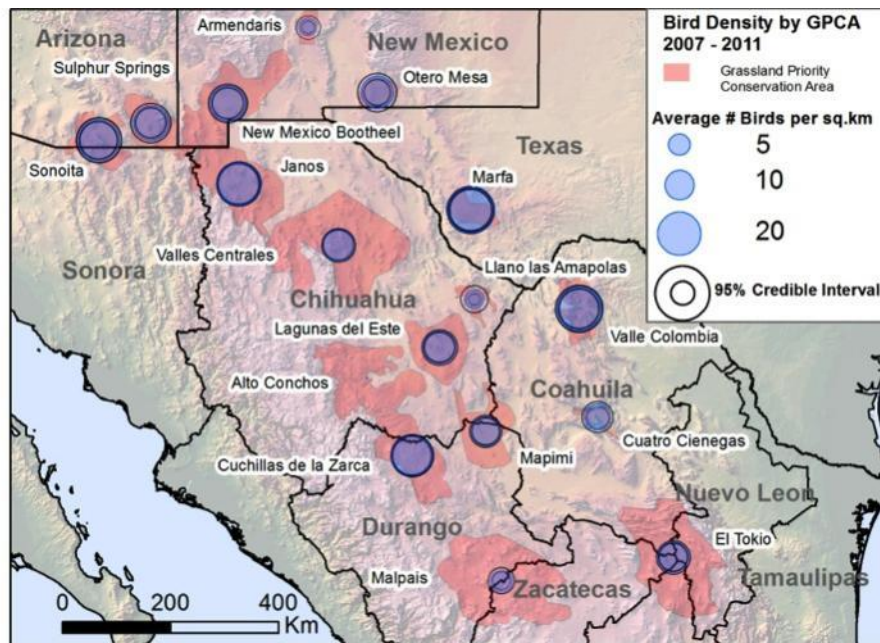 Armendaris
Arizona
New Mexico
Sulphur Springs
Otero Mesa
New Mexico Bootheel
Texas
Sonoita
Janos
Marfa
Valles Centrales
Sonora
Llano las Amapolas
Chihuahua
Lagunas del Este
Valle Colombia
Alto Conchos
Coahuila
Cuatro Cienegas
Cuchillas de la Zarca
Mapimi
Nuevo Leon
Durango
El Tokio
Malpais
Zacatecas
Tamaulipas
0 200 400
Km
Bird Density by GPCA
2007 - 2011
Grassland Priority
Conservation Area
Average # Birds per sq.km
5
10
20
95% Credible Interval